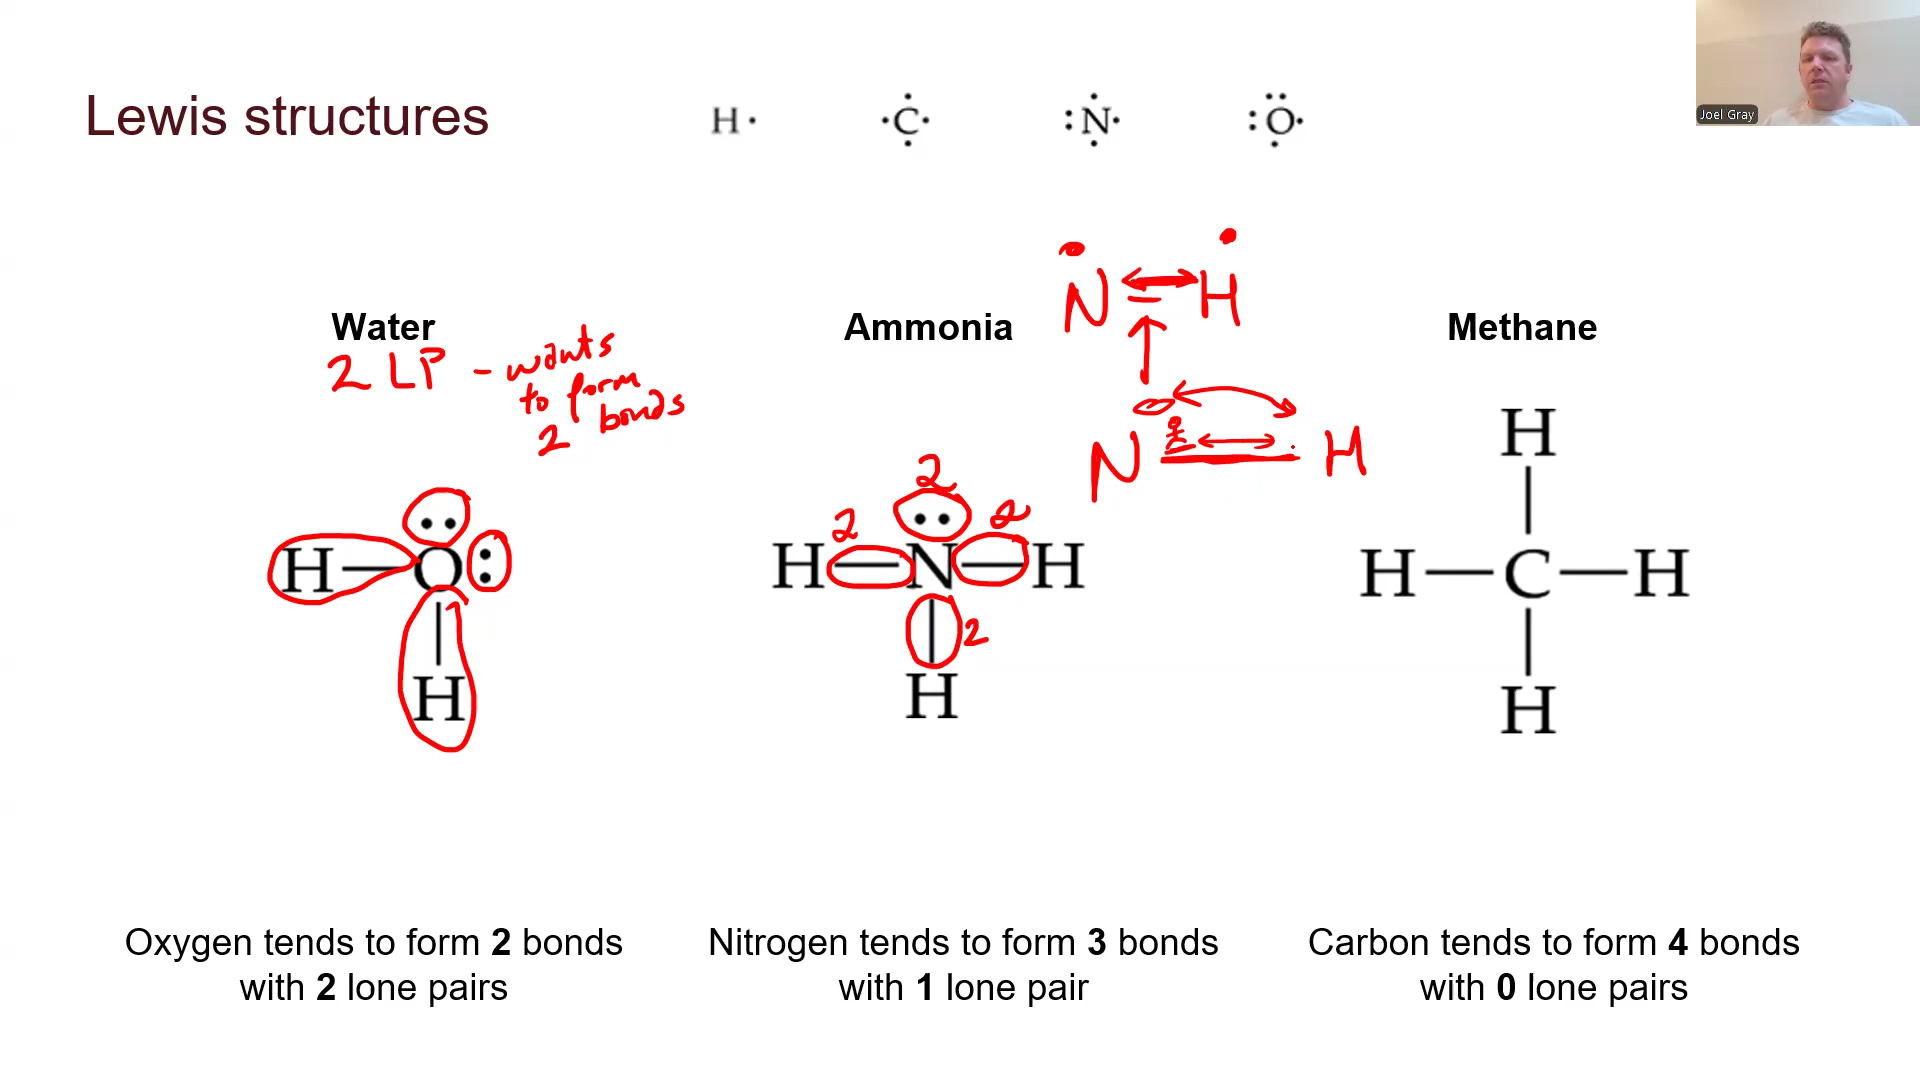 Lewis structures
H· ·C· :N· :O·
Joel Gray
Water
2 LP - wants
to form
2 bonds
Ammonia
N H
N H
Methane
H—O:
H
2
2 2
H—N—H
2
H
H
H—C—H
H
Oxygen tends to form 2 bonds
with 2 lone pairs
Nitrogen tends to form 3 bonds
with 1 lone pair
Carbon tends to form 4 bonds
with 0 lone pairs